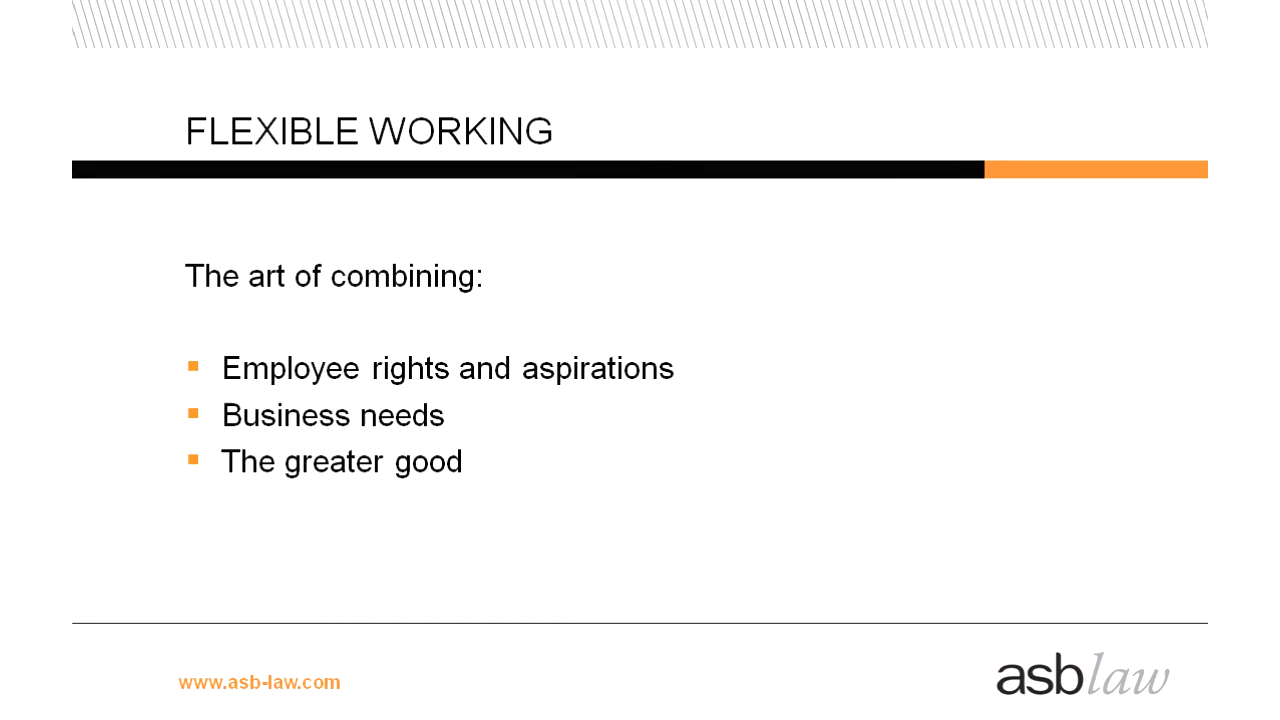 FLEXIBLE WORKING
The art of combining:
Employee rights and aspirations
Business needs
The greater good
www.asb-law.com
asblaw